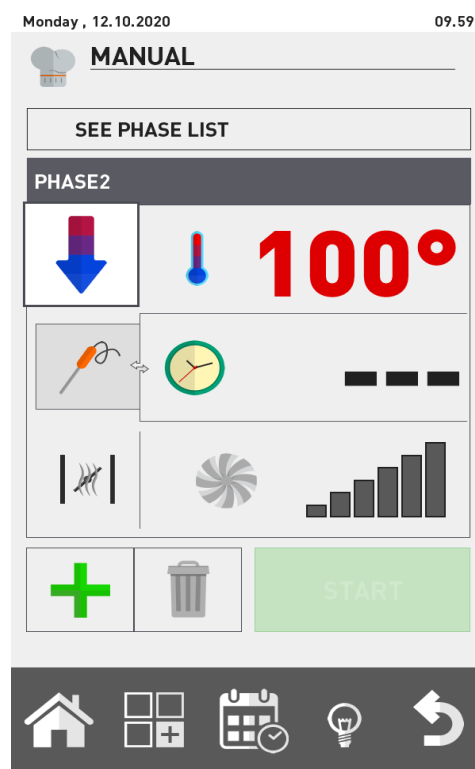 Monday , 12.10.2020 09.59
MANUAL
SEE PHASE LIST
PHASE2
100°
---
START